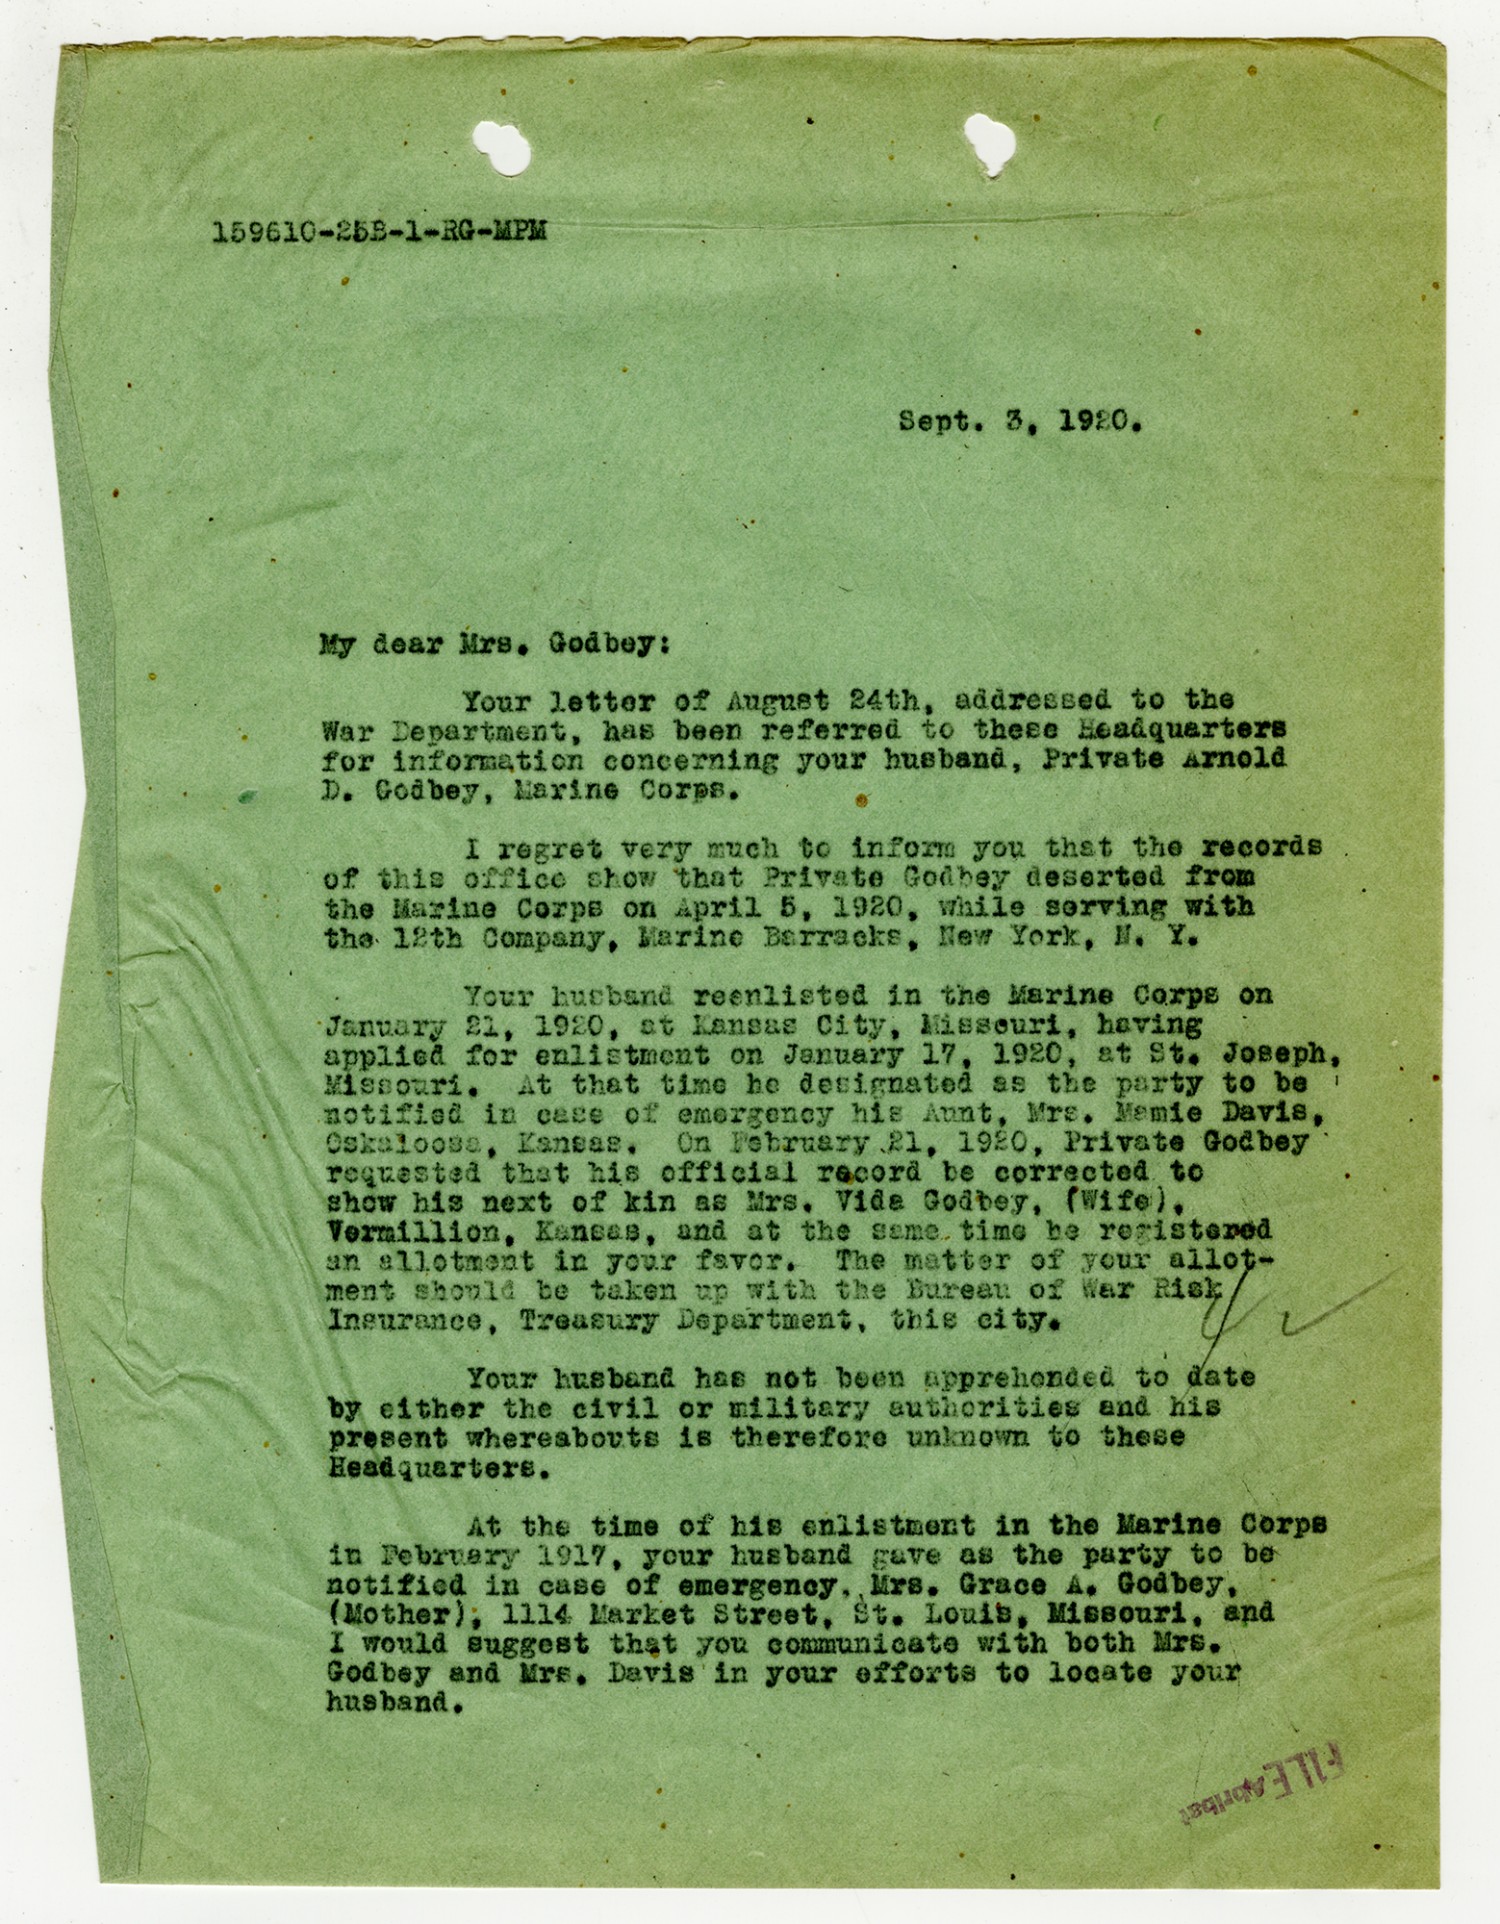 159610-25B-1-RG-MPM
Sept. 3, 1920.
My dear Mrs. Godbey:
Your letter of August 24th, addressed to the
War Department, has been referred to these Headquarters
for information concerning your husband, Private Arnold
D. Godbey, Marine Corps.
I regret very much to inform you that the records
of this office show that Private Godbey deserted from
the Marine Corps on April 5, 1920, while serving with
the 12th Company, Marine Barracks, New York, N. Y.
Your husband reenlisted in the Marine Corps on
January 21, 1920, at Kansas City, Missouri, having
applied for enlistment on January 17, 1920, at St. Joseph,
Missouri. At that time he designated as the party to be
notified in case of emergency his Aunt, Mrs. Mamie Davis,
Oskaloosa, Kansas. On February 21, 1920, Private Godbey
requested that his official record be corrected to
show his next of kin as Mrs. Vida Godbey, (Wife),
Vermillion, Kansas, and at the same time he registered
an allotment in your favor. The matter of your allot-
ment should be taken up with the Bureau of War Risk
Insurance, Treasury Department, this city.
Your husband has not been apprehended to date
by either the civil or military authorities and his
present whereabouts is therefore unknown to these
Headquarters.
At the time of his enlistment in the Marine Corps
in February 1917, your husband gave as the party to be
notified in case of emergency, Mrs. Grace A. Godbey,
(Mother), 1114 Market Street, St. Louis, Missouri, and
I would suggest that you communicate with both Mrs.
Godbey and Mrs. Davis in your efforts to locate your
husband.
FILE